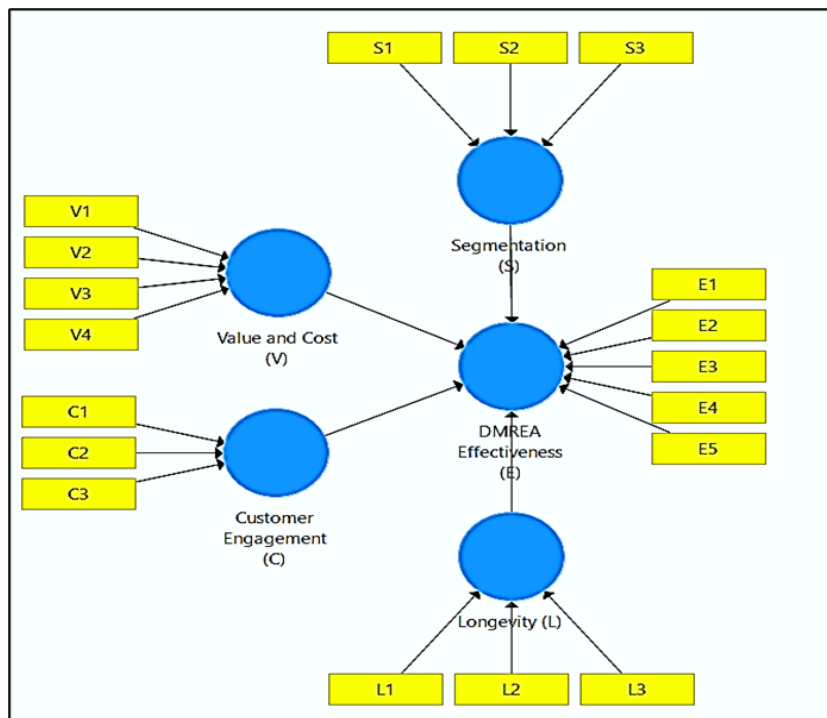 S1
S2
S3
Segmentation
(S)
V1
V2
V3
V4
Value and Cost
(V)
E1
E2
E3
E4
E5
DMREA
Effectiveness
(E)
C1
C2
C3
Customer
Engagement
(C)
Longevity (L)
L1
L2
L3